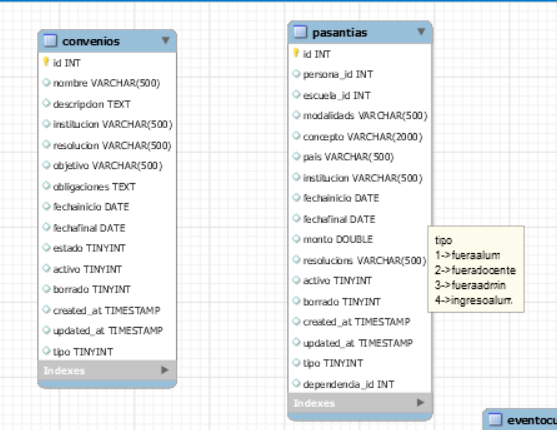 convenios
id INT
nombre VARCHAR(500)
descripcion TEXT
institucion VARCHAR(500)
resolucion VARCHAR(500)
objetivo VARCHAR(500)
obligaciones TEXT
fechainicio DATE
fechafinal DATE
estado TINYINT
activo TINYINT
borrado TINYINT
created_at TIMESTAMP
updated_at TIMESTAMP
tipo TINYINT
Indexes
pasantias
id INT
persona_id INT
escuela_id INT
modalidads VARCHAR(500)
concepto VARCHAR(2000)
pais VARCHAR(500)
institucion VARCHAR(500)
fechainicio DATE
fechafinal DATE
monto DOUBLE
resolucions VARCHAR(500)
activo TINYINT
borrado TINYINT
created_at TIMESTAMP
updated_at TIMESTAMP
tipo TINYINT
dependencia_id INT
Indexes
tipo
1->fueraalum
2->fueradocente
3->fueraadmin
4->ingresoalum
eventocu